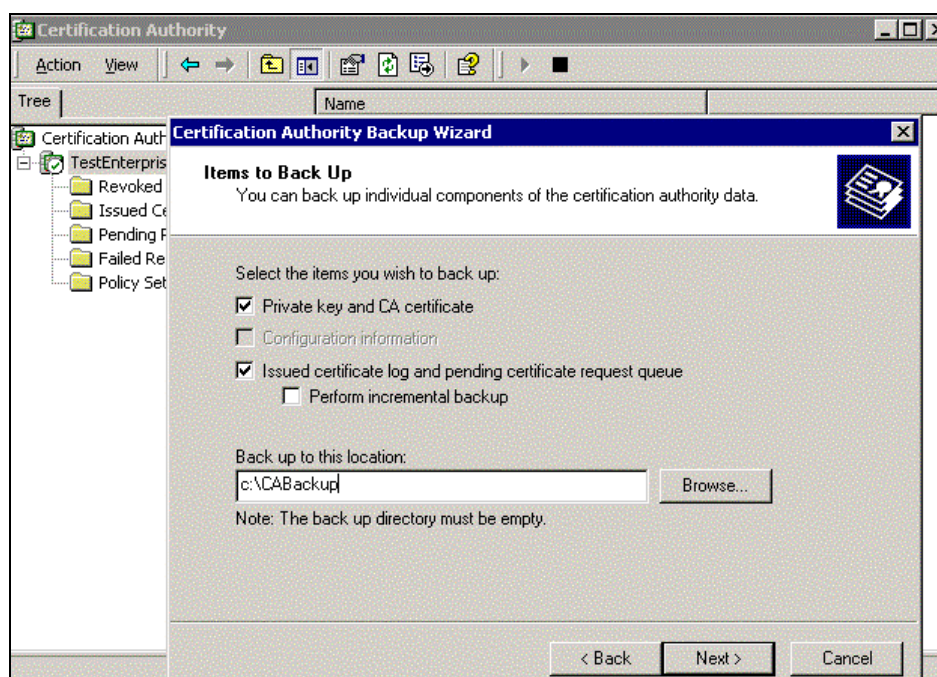 Certification Authority
Action View
Tree
Name
Certification Auth
TestEnterpris
Revoked
Issued Ce
Pending R
Failed Re
Policy Set
Certification Authority Backup Wizard
Items to Back Up
You can back up individual components of the certification authority data.
Select the items you wish to back up:
Private key and CA certificate
Configuration information
Issued certificate log and pending certificate request queue
Perform incremental backup
Back up to this location:
c:\CABackup
Browse...
Note: The back up directory must be empty.
< Back
Next >
Cancel